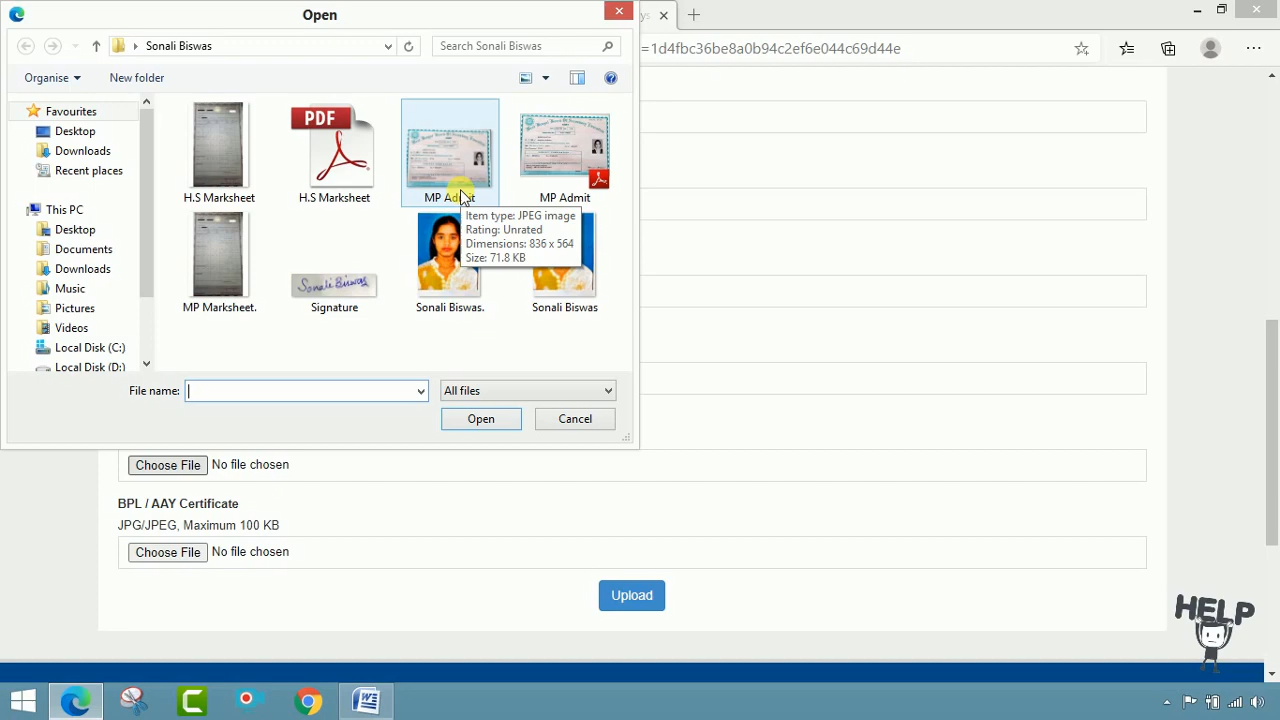 Open
=1d4fbc36be8a0b94c2ef6e044c69d44e
Sonali Biswas
Search Sonali Biswas
Organise
New folder
Favourites
Desktop
Downloads
Recent places
This PC
Desktop
Documents
Downloads
Music
Pictures
Videos
Local Disk (C:)
Local Disk (D:)
PDF
H.S Marksheet
H.S Marksheet
MP Admit
MP Admit
Item type: JPEG image
Rating: Unrated
Dimensions: 836 x 564
Size: 71.8 KB
Sonali Biswas
MP Marksheet.
Signature
Sonali Biswas.
Sonali Biswas
File name:
All files
Open
Cancel
Choose File No file chosen
BPL / AAY Certificate
JPG/JPEG, Maximum 100 KB
Choose File No file chosen
Upload
HELP